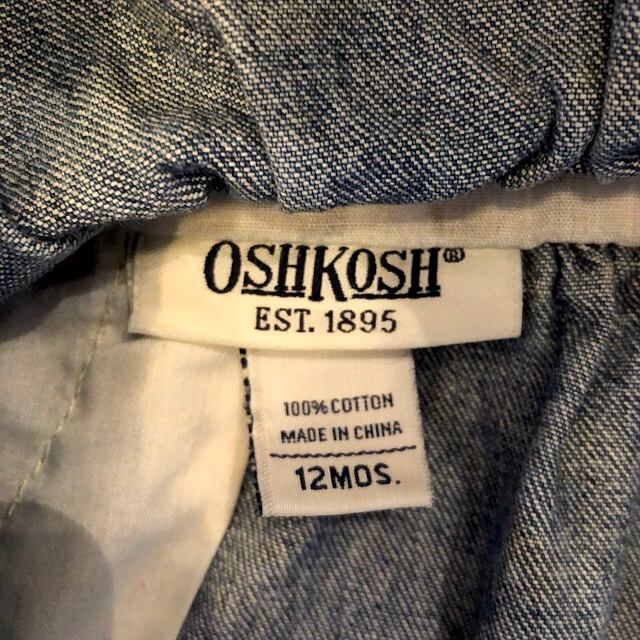 OSHKOSH®
EST. 1895
100% COTTON
MADE IN CHINA
12MOS.